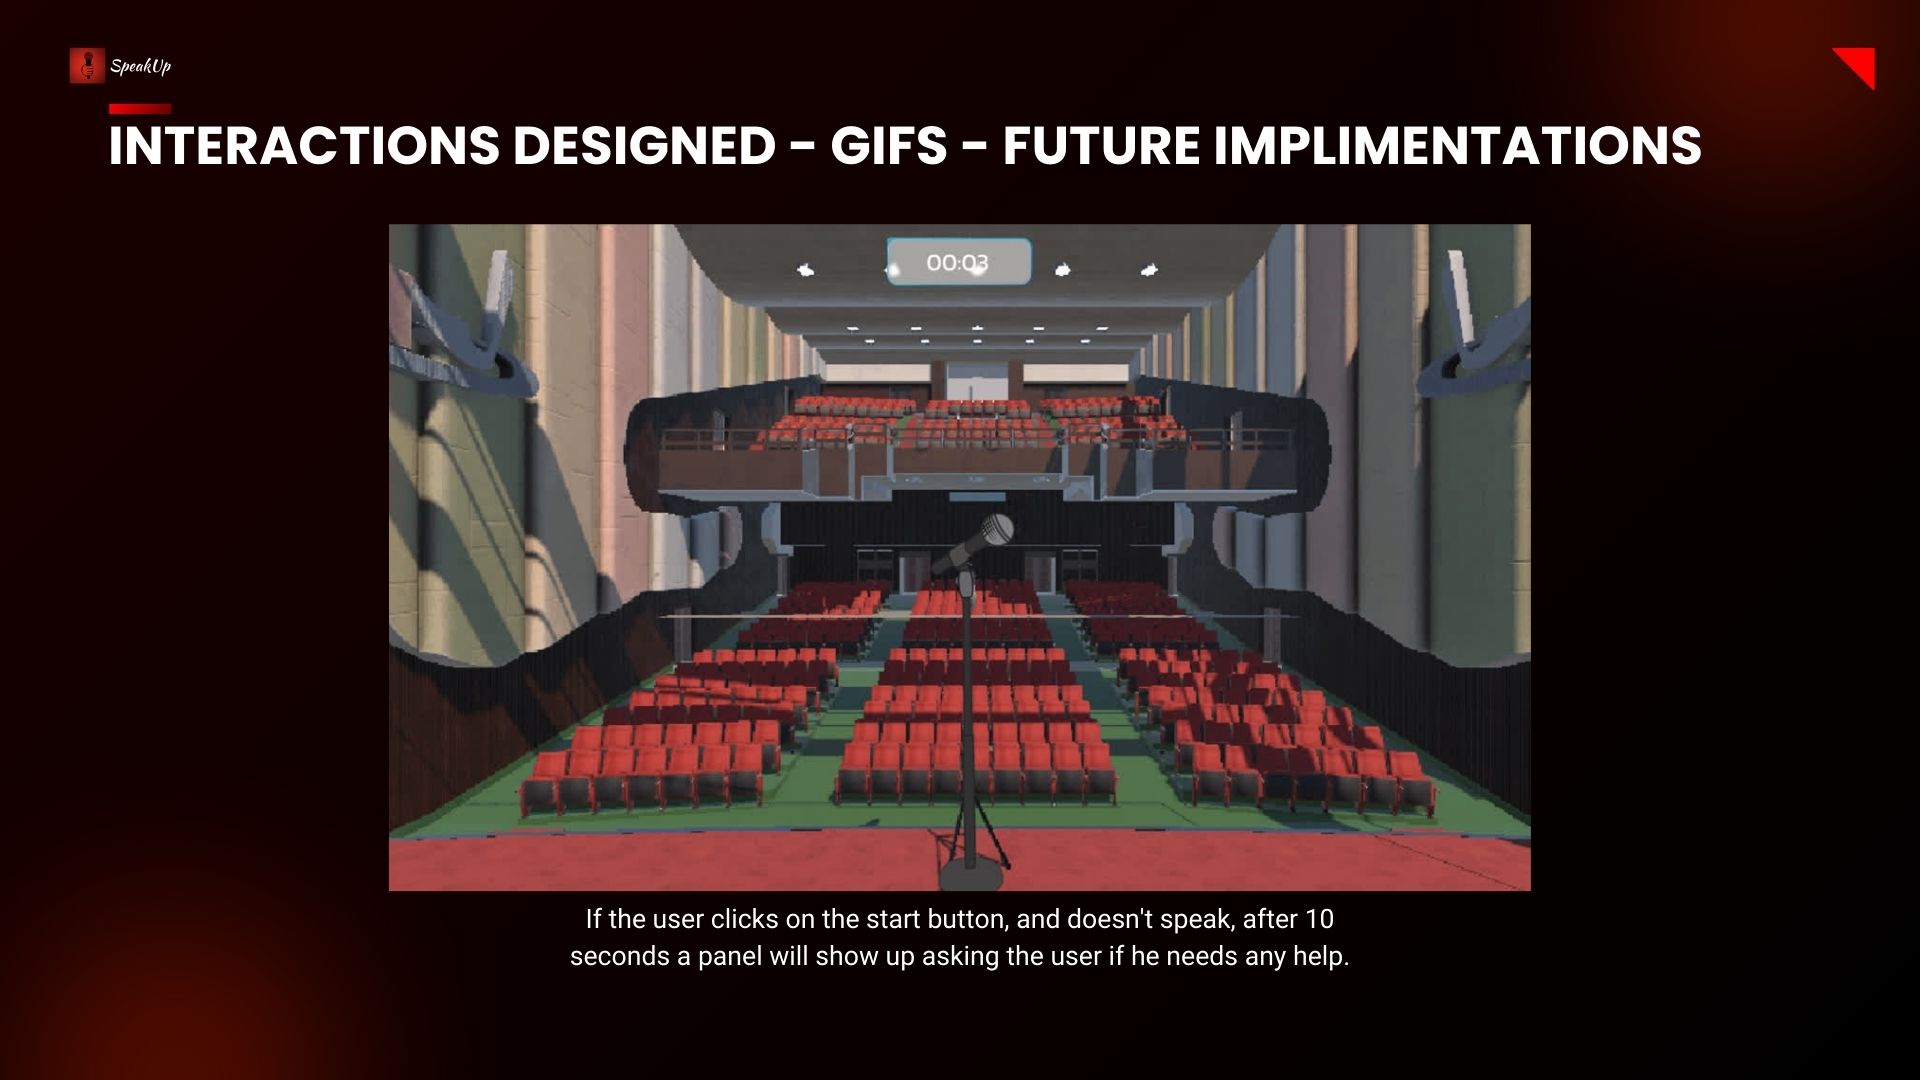 SpeakUp
INTERACTIONS DESIGNED - GIFS - FUTURE IMPLIMENTATIONS
00:03
If the user clicks on the start button, and doesn't speak, after 10
seconds a panel will show up asking the user if he needs any help.